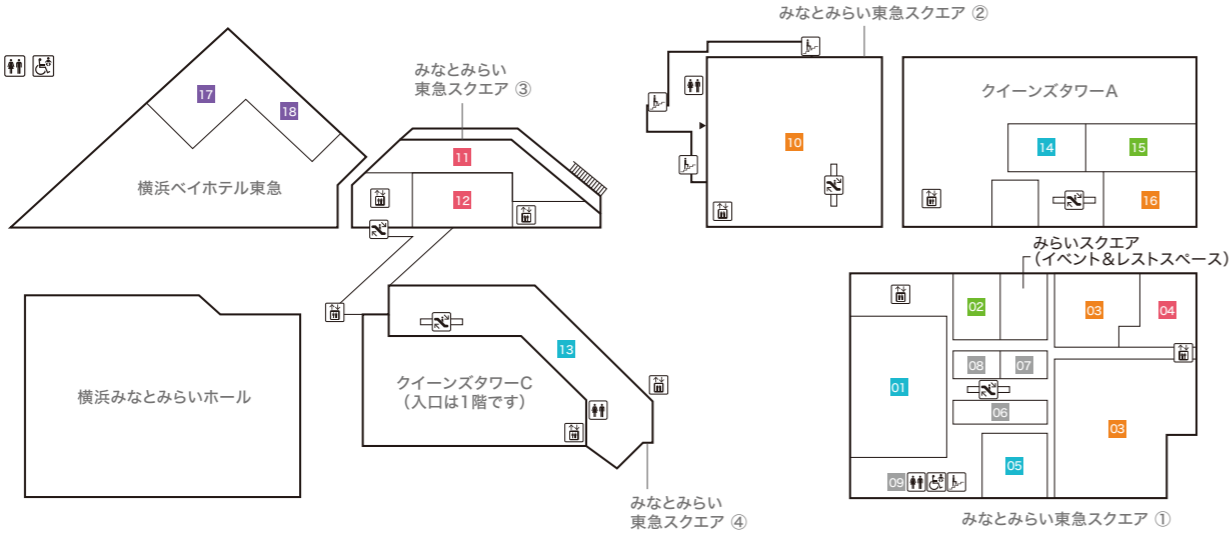 みなとみらい東急スクエア ②
みなとみらい
東急スクエア ③
クイーンズタワーA
17
18
11
12
10
14
15
16
横浜ベイホテル東急
みらいスクエア
（イベント&レストスペース）
02
03
04
13
08
07
01
06
03
05
09
クイーンズタワーC
（入口は1階です）
横浜みなとみらいホール
みなとみらい
東急スクエア ④
みなとみらい東急スクエア ①